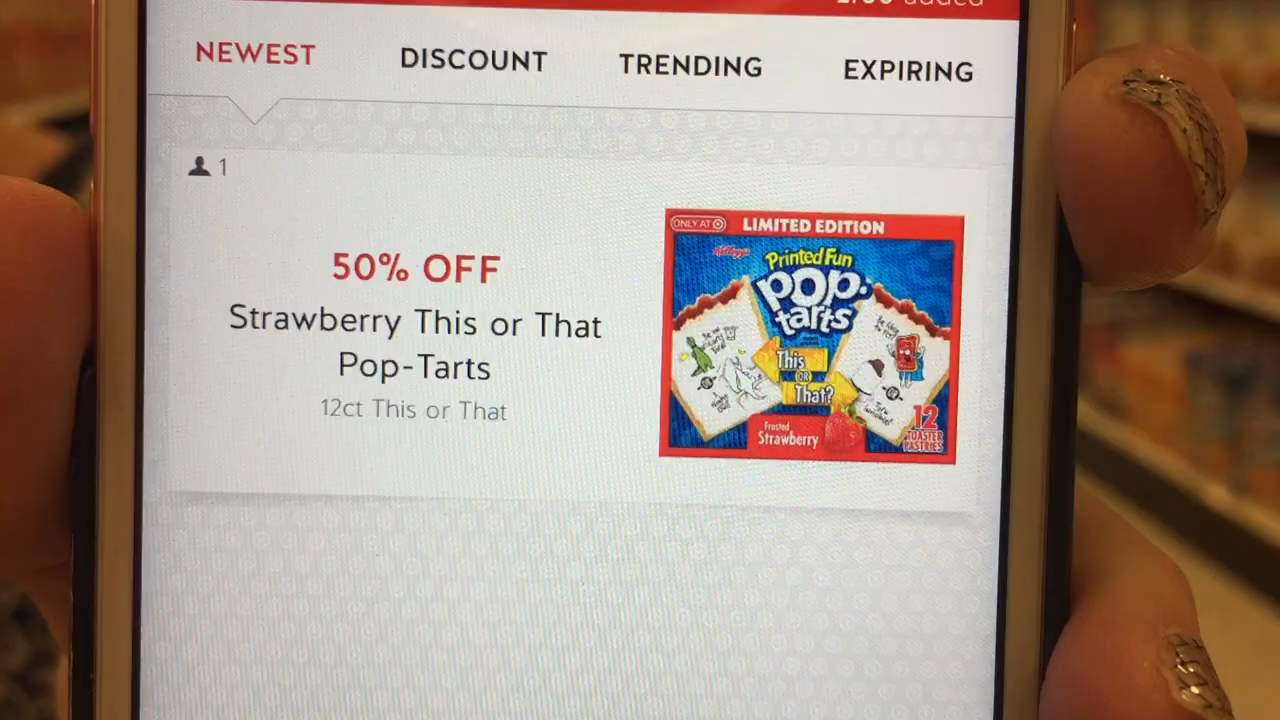 added
NEWEST
DISCOUNT
TRENDING
EXPIRING
1
50% OFF
Strawberry This or That
Pop-Tarts
12ct This or That
ONLY AT
LIMITED EDITION
Kellogg's
Printed Fun
POP.
tarts
This
OR
That?
Frosted
Strawberry
12
TOASTER
PASTRIES